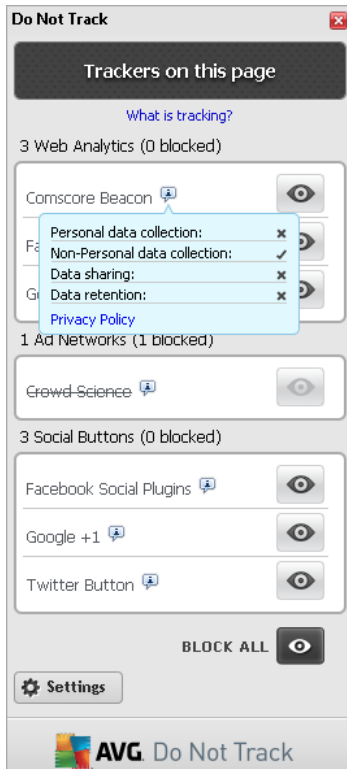 Do Not Track
Trackers on this page
What is tracking?
3 Web Analytics (0 blocked)
Comscore Beacon
Personal data collection:
Non-Personal data collection:
Data sharing:
Data retention:
Privacy Policy
1 Ad Networks (1 blocked)
Crowd Science
3 Social Buttons (0 blocked)
Facebook Social Plugins
Google +1
Twitter Button
BLOCK ALL
Settings
AVG. Do Not Track